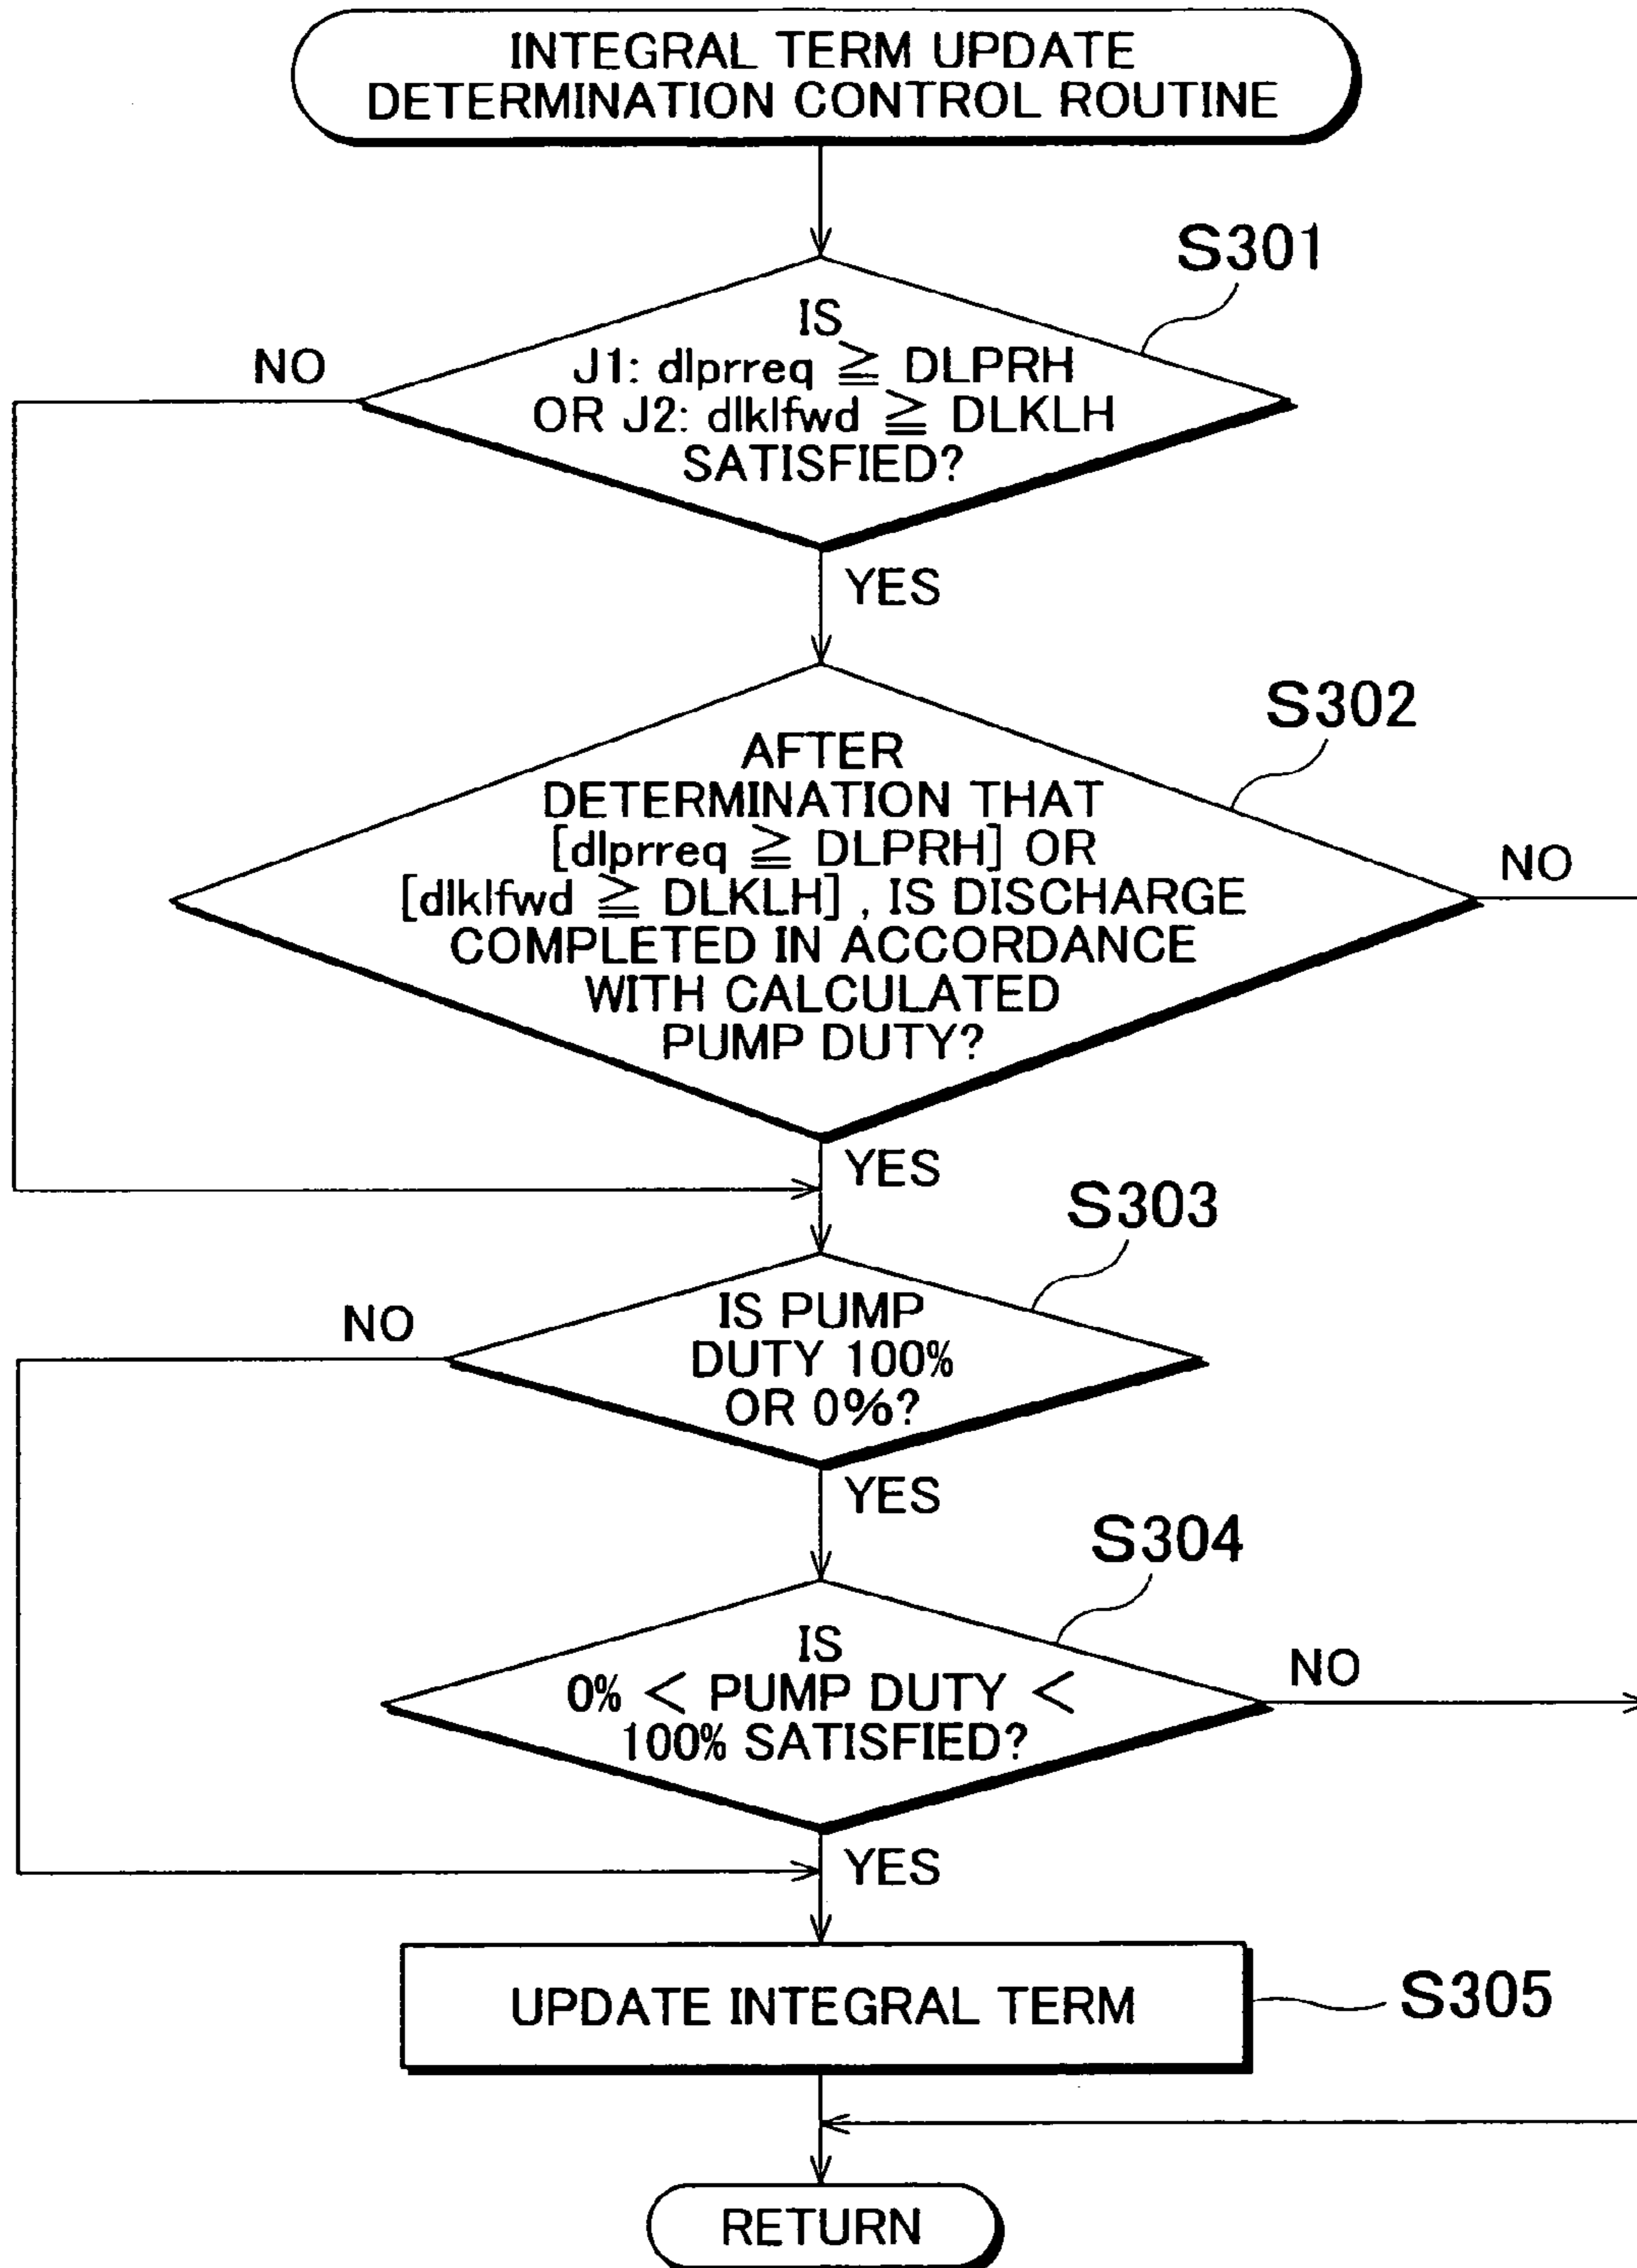 INTEGRAL TERM UPDATE
DETERMINATION CONTROL ROUTINE
S301
IS
J1: dlprreq ≧ DLPRH
OR J2: dlklfwd ≧ DLKLH
SATISFIED?
NO
YES
S302
AFTER
DETERMINATION THAT
[dlprreq ≧ DLPRH] OR
[dlklfwd ≧ DLKLH] , IS DISCHARGE
COMPLETED IN ACCORDANCE
WITH CALCULATED
PUMP DUTY?
NO
YES
S303
IS PUMP
DUTY 100%
OR 0%?
NO
YES
S304
IS
0% < PUMP DUTY <
100% SATISFIED?
NO
YES
UPDATE INTEGRAL TERM
S305
RETURN